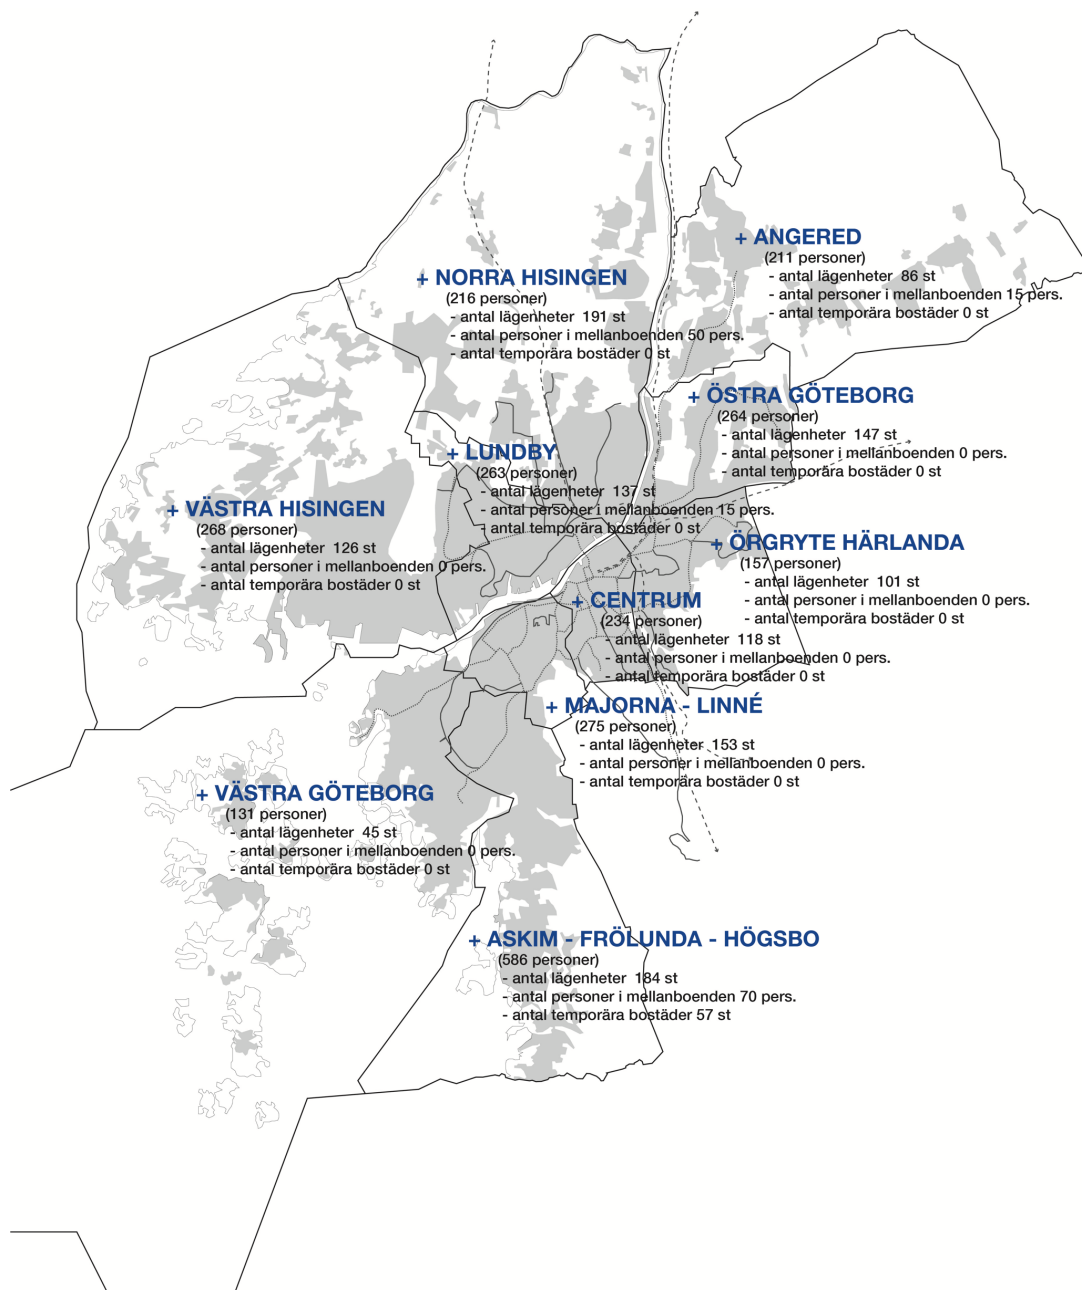 + ANGERED
(211 personer)
- antal lägenheter 86 st
- antal personer i mellanboenden 15 pers.
- antal temporära bostäder 0 st
+ NORRA HISINGEN
(216 personer)
- antal lägenheter 191 st
- antal personer i mellanboenden 50 pers.
- antal temporära bostäder 0 st
+ ÖSTRA GÖTEBORG
(264 personer)
- antal lägenheter 147 st
- antal personer i mellanboenden 0 pers.
- antal temporära bostäder 0 st
+ LUNDBY
(263 personer)
- antal lägenheter 137 st
- antal personer i mellanboenden 15 pers.
- antal temporära bostäder 0 st
+ VÄSTRA HISINGEN
(268 personer)
- antal lägenheter 126 st
- antal personer i mellanboenden 0 pers.
- antal temporära bostäder 0 st
+ ÖRGRYTE HÄRLANDA
(157 personer)
- antal lägenheter 101 st
- antal personer i mellanboenden 0 pers.
- antal temporära bostäder 0 st
+ CENTRUM
(234 personer)
- antal lägenheter 118 st
- antal personer i mellanboenden 0 pers.
- antal temporära bostäder 0 st
+ MAJORNA - LINNÉ
(275 personer)
- antal lägenheter 153 st
- antal personer i mellanboenden 0 pers.
- antal temporära bostäder 0 st
+ VÄSTRA GÖTEBORG
(131 personer)
- antal lägenheter 45 st
- antal personer i mellanboenden 0 pers.
- antal temporära bostäder 0 st
+ ASKIM - FRÖLUNDA - HÖGSBO
(586 personer)
- antal lägenheter 184 st
- antal personer i mellanboenden 70 pers.
- antal temporära bostäder 57 st